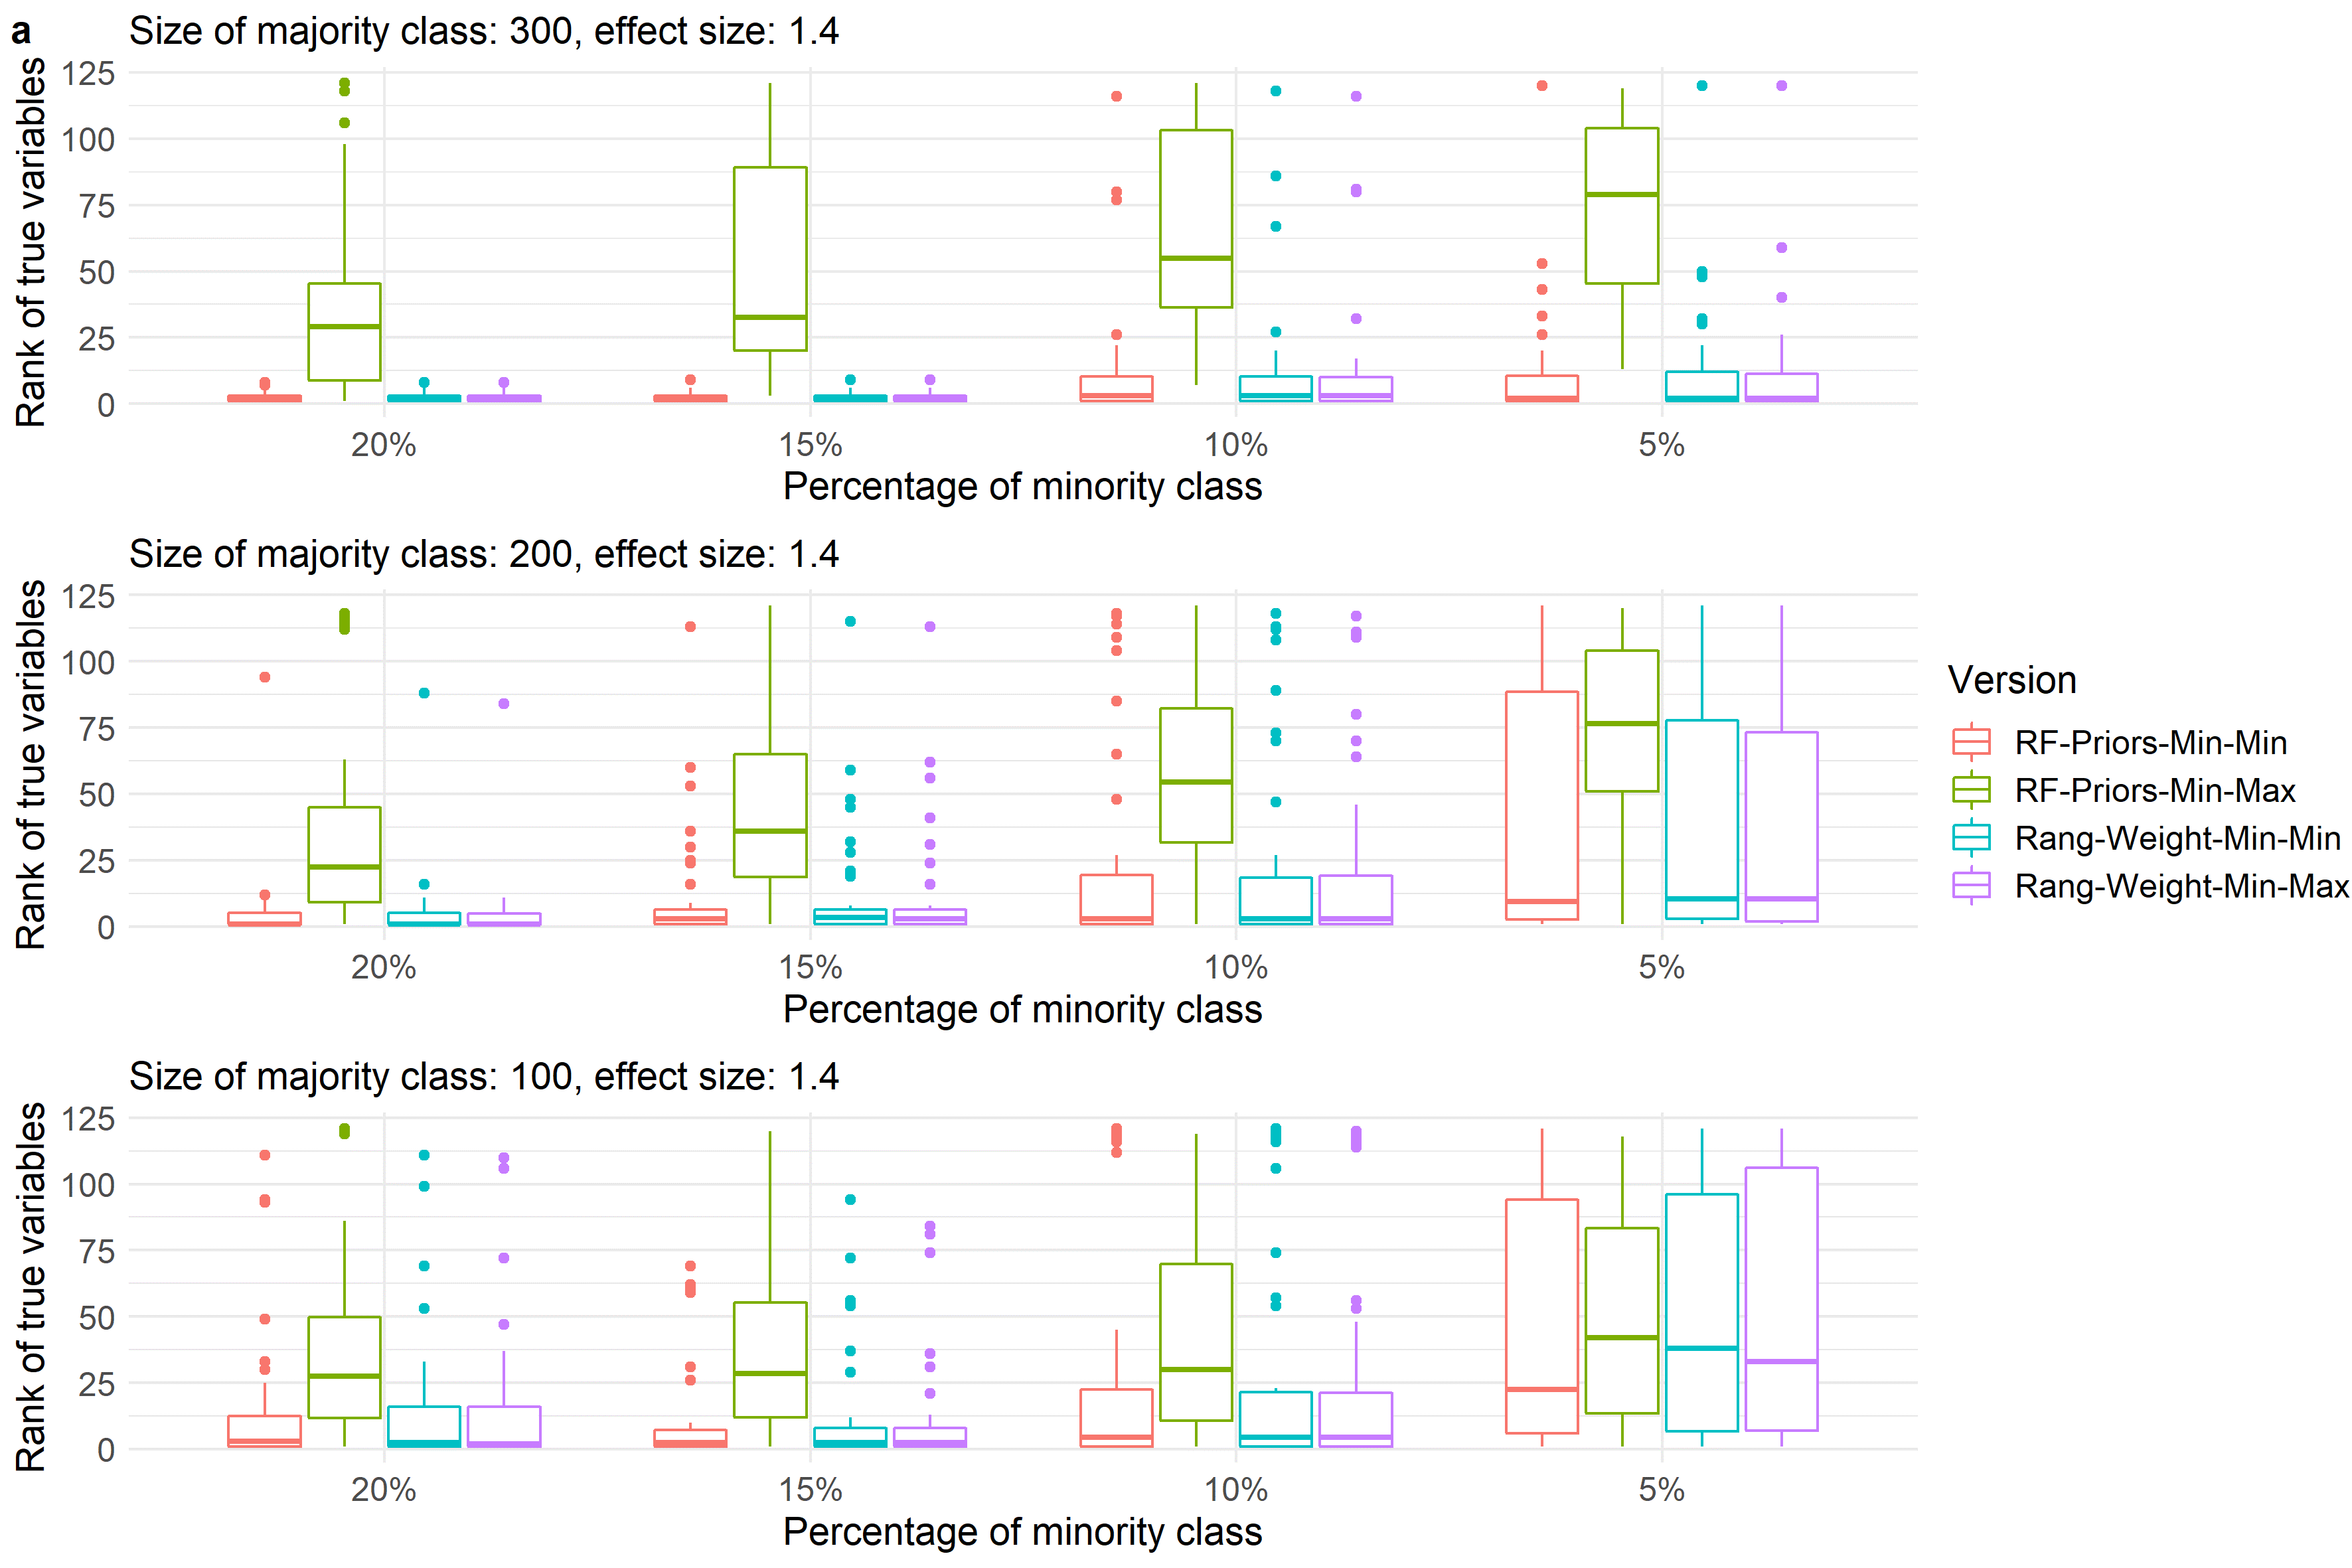 a
Size of majority class: 300, effect size: 1.4
Rank of true variables
125
100
75
50
25
0
20% 15% 10% 5%
Percentage of minority class
Size of majority class: 200, effect size: 1.4
Rank of true variables
125
100
75
50
25
0
20% 15% 10% 5%
Percentage of minority class
Size of majority class: 100, effect size: 1.4
Rank of true variables
125
100
75
50
25
0
20% 15% 10% 5%
Percentage of minority class
Version
RF-Priors-Min-Min
RF-Priors-Min-Max
Rang-Weight-Min-Min
Rang-Weight-Min-Max